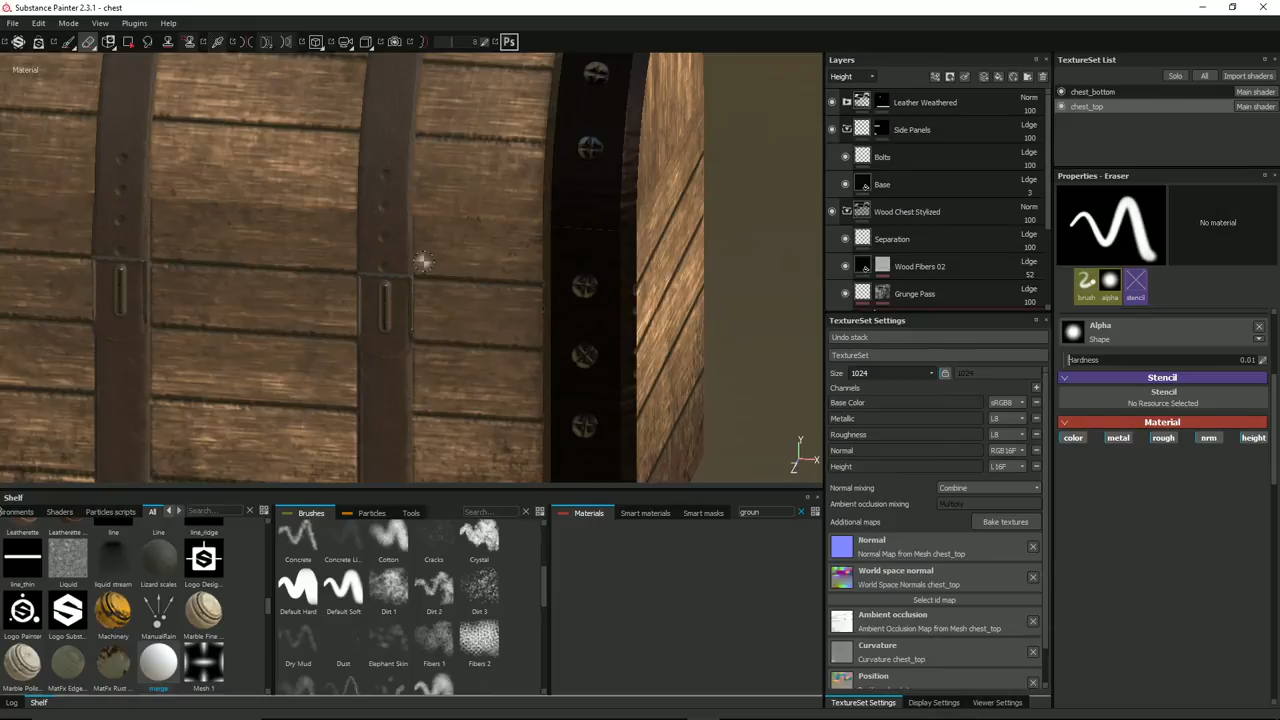 Substance Painter 2.3.1 - chest
File Edit Mode View Plugins Help
8 Ps
Material
Y
X
Z
Layers
Height
Leather Weathered Norm 100
Side Panels Ldge 100
Bolts Ldge 100
Base Ldge 3
Wood Chest Stylized Norm 100
Separation Ldge 100
Wood Fibers 02 Ldge 52
Grunge Pass Ldge 100
TextureSet Settings
Undo stack
TextureSet
Size 1024 1024
Channels
Base Color sRGB8
Metallic L8
Roughness L8
Normal RGB16F
Height L16F
Normal mixing Combine
Ambient occlusion mixing Multiply
Additional maps Bake textures
Normal
Normal Map from Mesh chest_top
World space normal
World Space Normals chest_top
Select id map
Ambient occlusion
Ambient Occlusion Map from Mesh chest_top
Curvature
Curvature chest_top
Position
TextureSet Settings Display Settings Viewer Settings
TextureSet List
Solo All Import shaders
chest_bottom Main shader
chest_top Main shader
Properties - Eraser
No material
brush alpha stencil
Alpha
Shape
Hardness 0.01
Stencil
Stencil
No Resource Selected
Material
color metal rough nrm height
Shelf
ironments Shaders Particles scripts All Search...
Leatherette Leatherette ... line Line line_ridge
line_thin Liquid liquid stream Lizard scales Logo Desig...
Logo Painter Logo Subst... Machinery ManualRain Marble Fine ...
Marble Polis... MatFx Edge... MatFx Rust ... merge Mesh 1
Brushes Particles Tools Search...
Concrete Concrete Li... Cotton Cracks Crystal
Default Hard Default Soft Dirt 1 Dirt 2 Dirt 3
Dry Mud Dust Elephant Skin Fibers 1 Fibers 2
Materials Smart materials Smart masks groun
Log Shelf